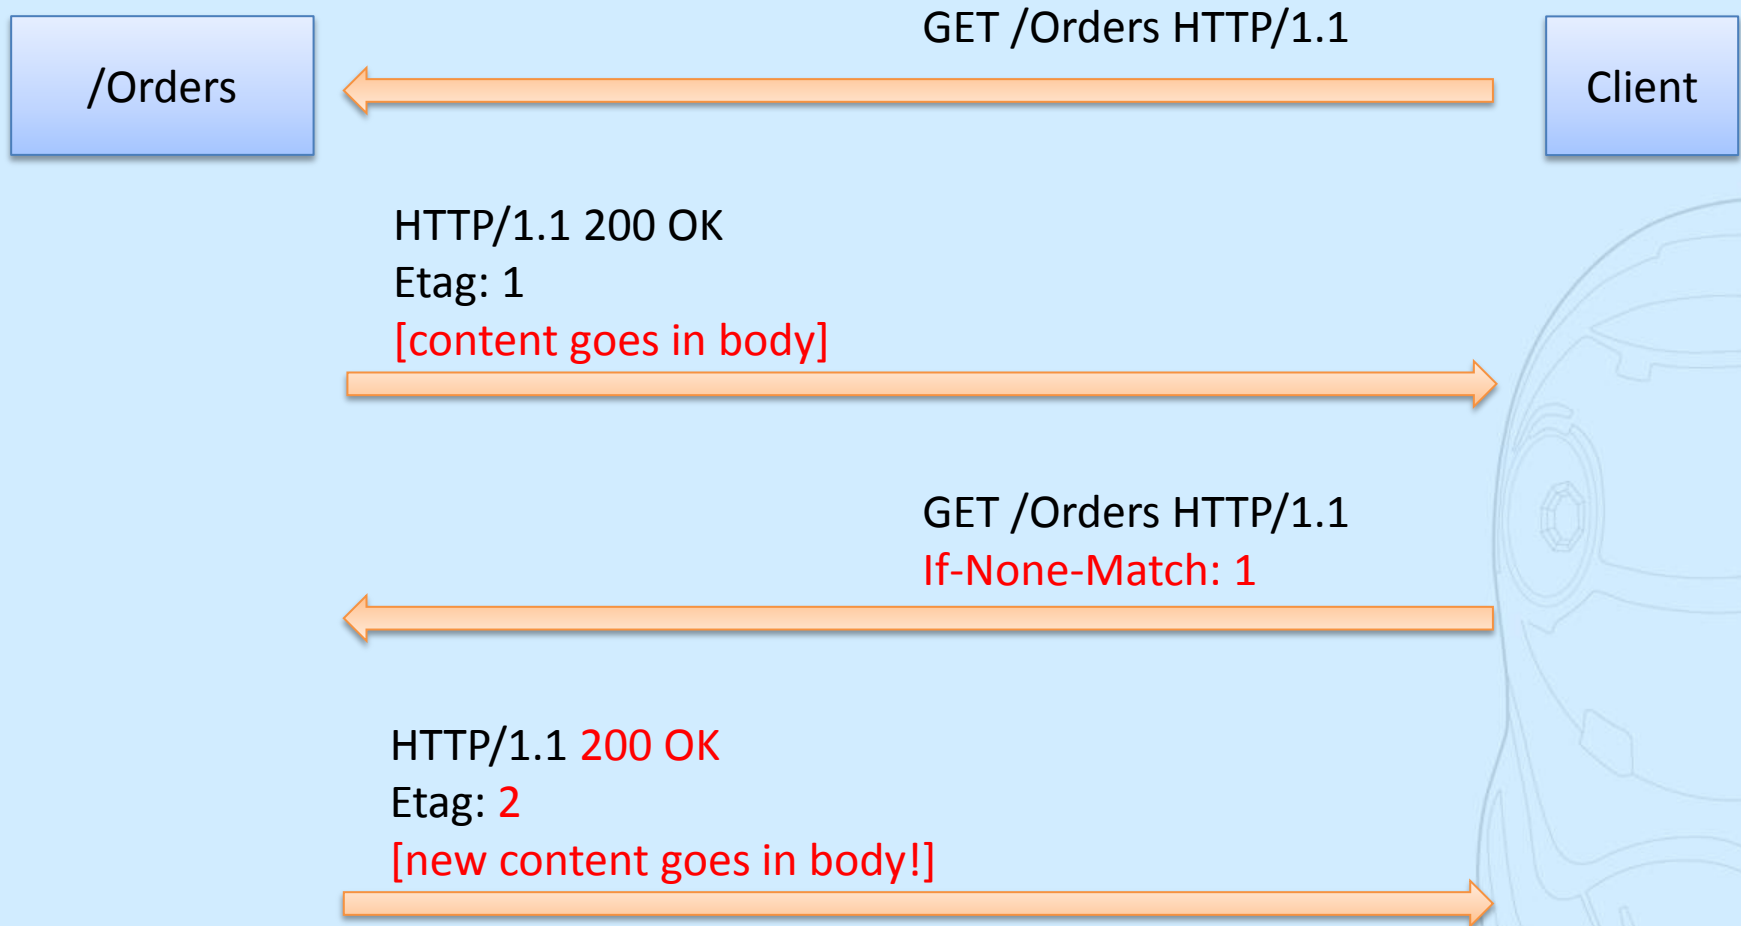 GET /Orders HTTP/1.1
/Orders
Client
HTTP/1.1 200 OK
Etag: 1
[content goes in body]
GET /Orders HTTP/1.1
If-None-Match: 1
HTTP/1.1 200 OK
Etag: 2
[new content goes in body!]